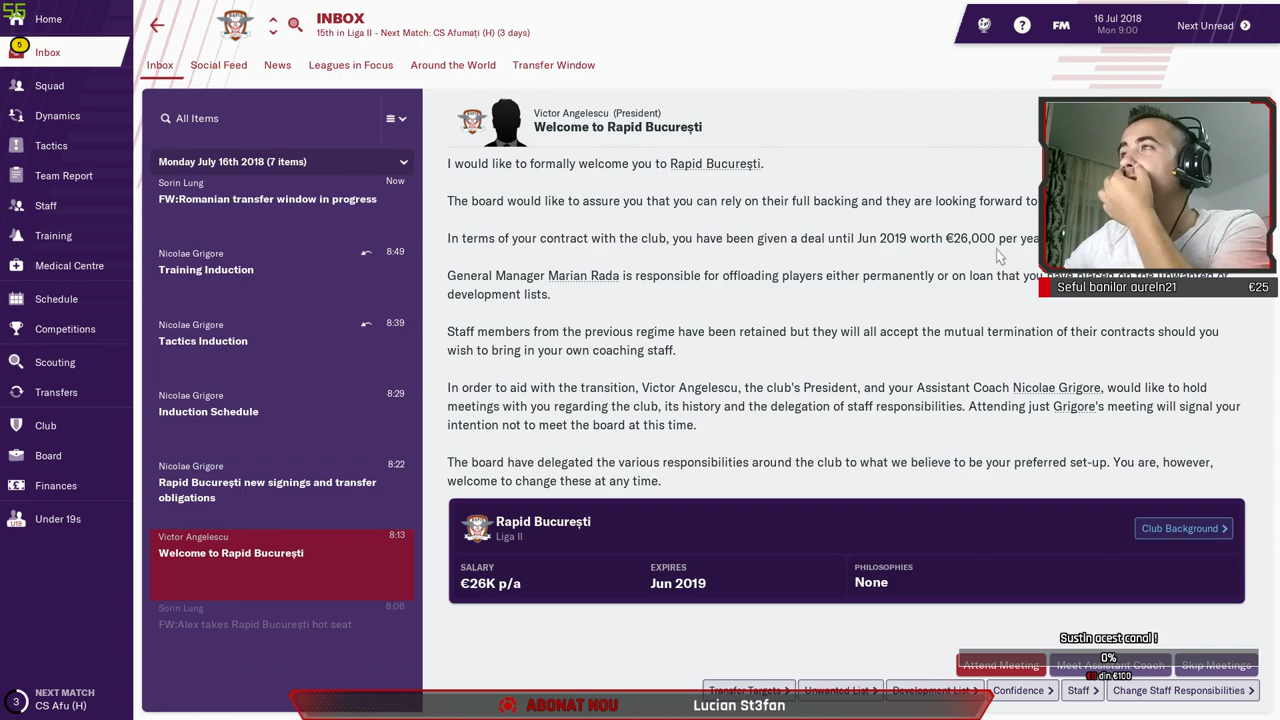 55
Home
5
Inbox
Squad
Dynamics
Tactics
Team Report
Staff
Training
Medical Centre
Schedule
Competitions
Scouting
Transfers
Club
Board
Finances
U19
Under 19s
3
NEXT MATCH
CS Afu (H)
INBOX
15th in Liga II - Next Match: CS Afumați (H) (3 days)
?
FM
16 Jul 2018
Mon 9:00
Next Unread
Inbox
Social Feed
News
Leagues in Focus
Around the World
Transfer Window
All Items
Monday July 16th 2018 (7 items)
Sorin Lung
Now
FW:Romanian transfer window in progress
Nicolae Grigore
8:49
Training Induction
Nicolae Grigore
8:39
Tactics Induction
Nicolae Grigore
8:29
Induction Schedule
Nicolae Grigore
8:22
Rapid București new signings and transfer
obligations
Victor Angelescu
8:13
Welcome to Rapid București
Sorin Lung
8:06
FW:Alex takes Rapid București hot seat
Victor Angelescu (President)
Welcome to Rapid București
I would like to formally welcome you to Rapid București.
The board would like to assure you that you can rely on their full backing and they are looking forward to
In terms of your contract with the club, you have been given a deal until Jun 2019 worth €26,000 per yea
General Manager Marian Rada is responsible for offloading players either permanently or on loan that you have placed on the unwanted or
development lists.
Staff members from the previous regime have been retained but they will all accept the mutual termination of their contracts should you
wish to bring in your own coaching staff.
In order to aid with the transition, Victor Angelescu, the club's President, and your Assistant Coach Nicolae Grigore, would like to hold
meetings with you regarding the club, its history and the delegation of staff responsibilities. Attending just Grigore's meeting will signal your
intention not to meet the board at this time.
The board have delegated the various responsibilities around the club to what we believe to be your preferred set-up. You are, however,
welcome to change these at any time.
Rapid București
Liga II
Club Background
SALARY
€26K p/a
EXPIRES
Jun 2019
PHILOSOPHIES
None
Seful banilor aureln21
€25
Sustin acest canal !
0%
€0 din €100
Attend Meeting
Meet Assistant Coach
Skip Meetings
Transfer Targets
Unwanted List
Development List
Confidence
Staff
Change Staff Responsibilities
ABONAT NOU
Lucian St3fan